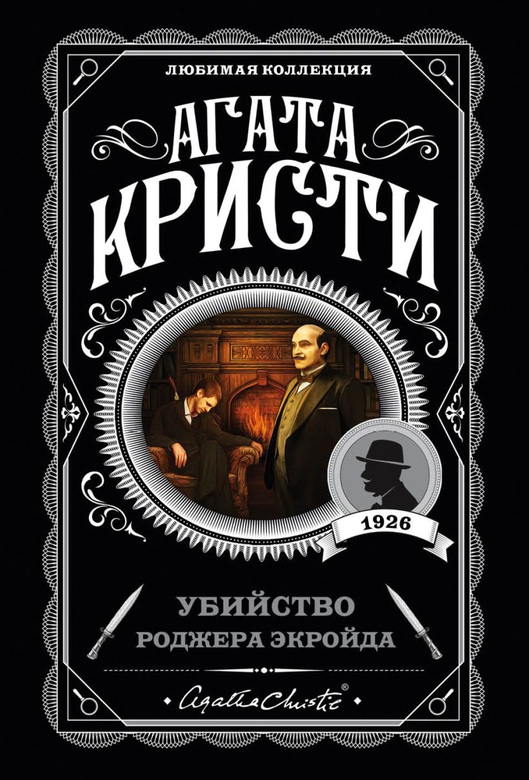 ЛЮБИМАЯ КОЛЛЕКЦИЯ
АГАТА
КРИСТИ
1926
УБИЙСТВО
РОДЖЕРА ЭКРОЙДА
Agatha Christie®